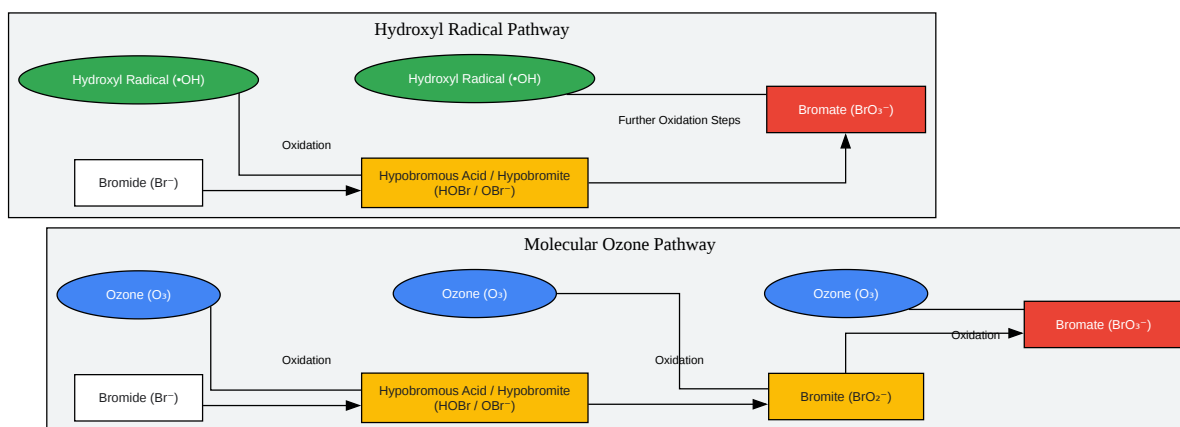 Hydroxyl Radical Pathway
Hydroxyl Radical (•OH)
Hydroxyl Radical (•OH)
Bromate (BrO₃⁻)
Further Oxidation Steps
Oxidation
Bromide (Br⁻)
Hypobromous Acid / Hypobromite
(HOBr / OBr⁻)
Molecular Ozone Pathway
Ozone (O₃)
Ozone (O₃)
Ozone (O₃)
Bromate (BrO₃⁻)
Oxidation
Oxidation
Oxidation
Bromide (Br⁻)
Hypobromous Acid / Hypobromite
(HOBr / OBr⁻)
Bromite (BrO₂⁻)